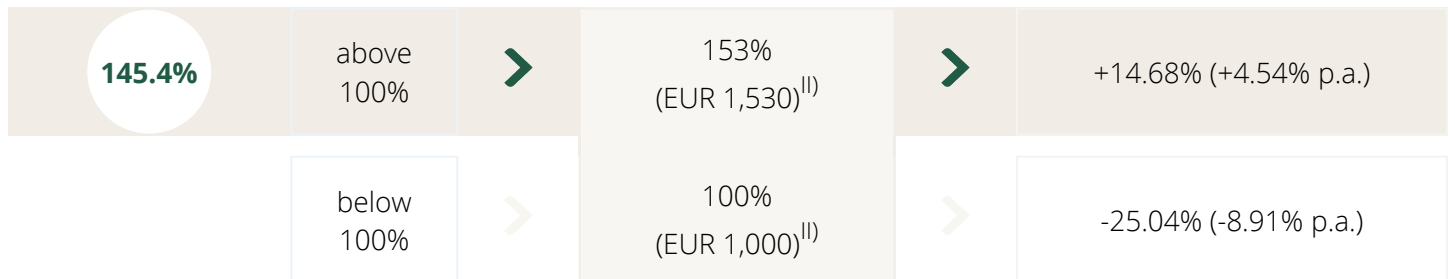 145.4%
above
100%
153%
(EUR 1,530)II)
+14.68% (+4.54% p.a.)
below
100%
100%
(EUR 1,000)II)
-25.04% (-8.91% p.a.)